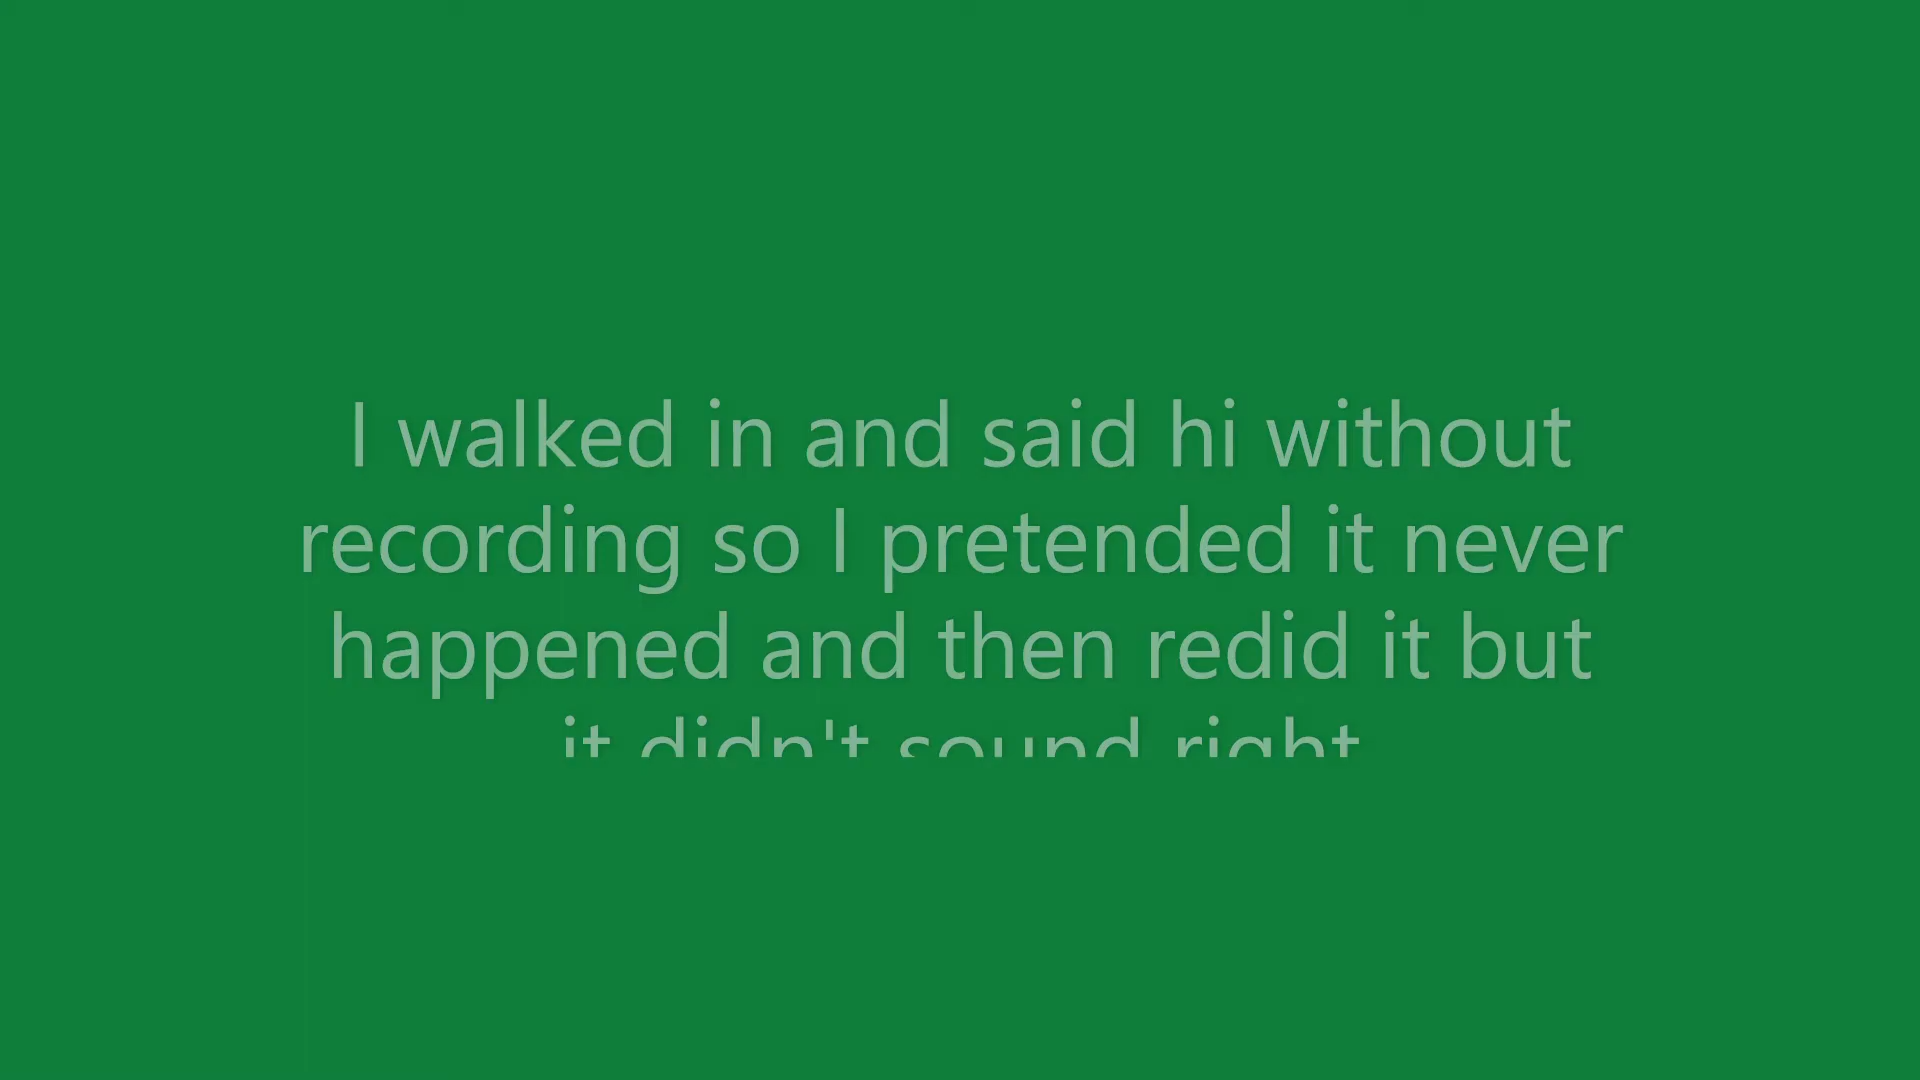 I walked in and said hi without
recording so I pretended it never
happened and then redid it but
it didn't sound right